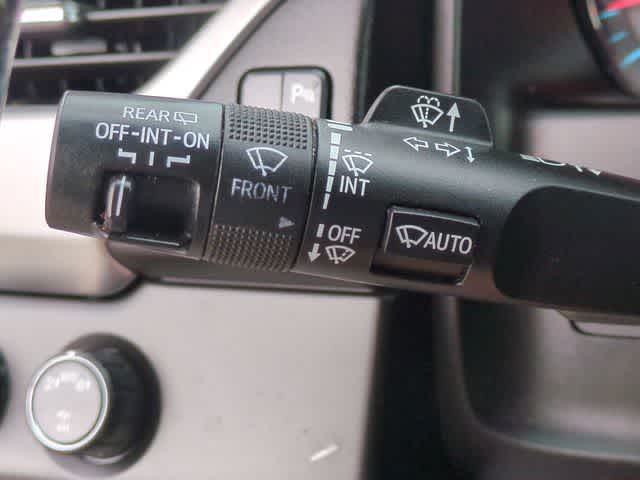 REAR
OFF-INT-ON
FRONT
INT
OFF
AUTO
P